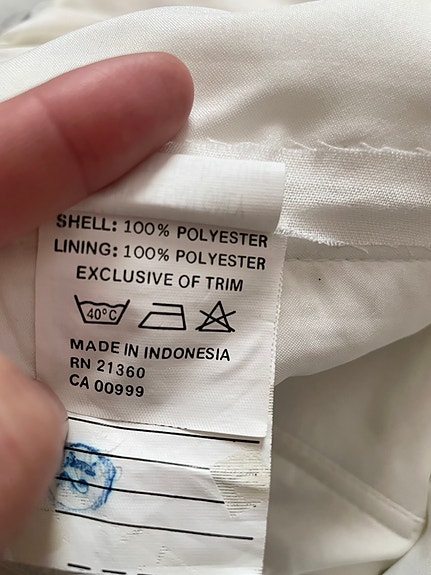 SHELL: 100% POLYESTER
LINING: 100% POLYESTER
EXCLUSIVE OF TRIM
40°C
MADE IN INDONESIA
RN 21360
CA 00999